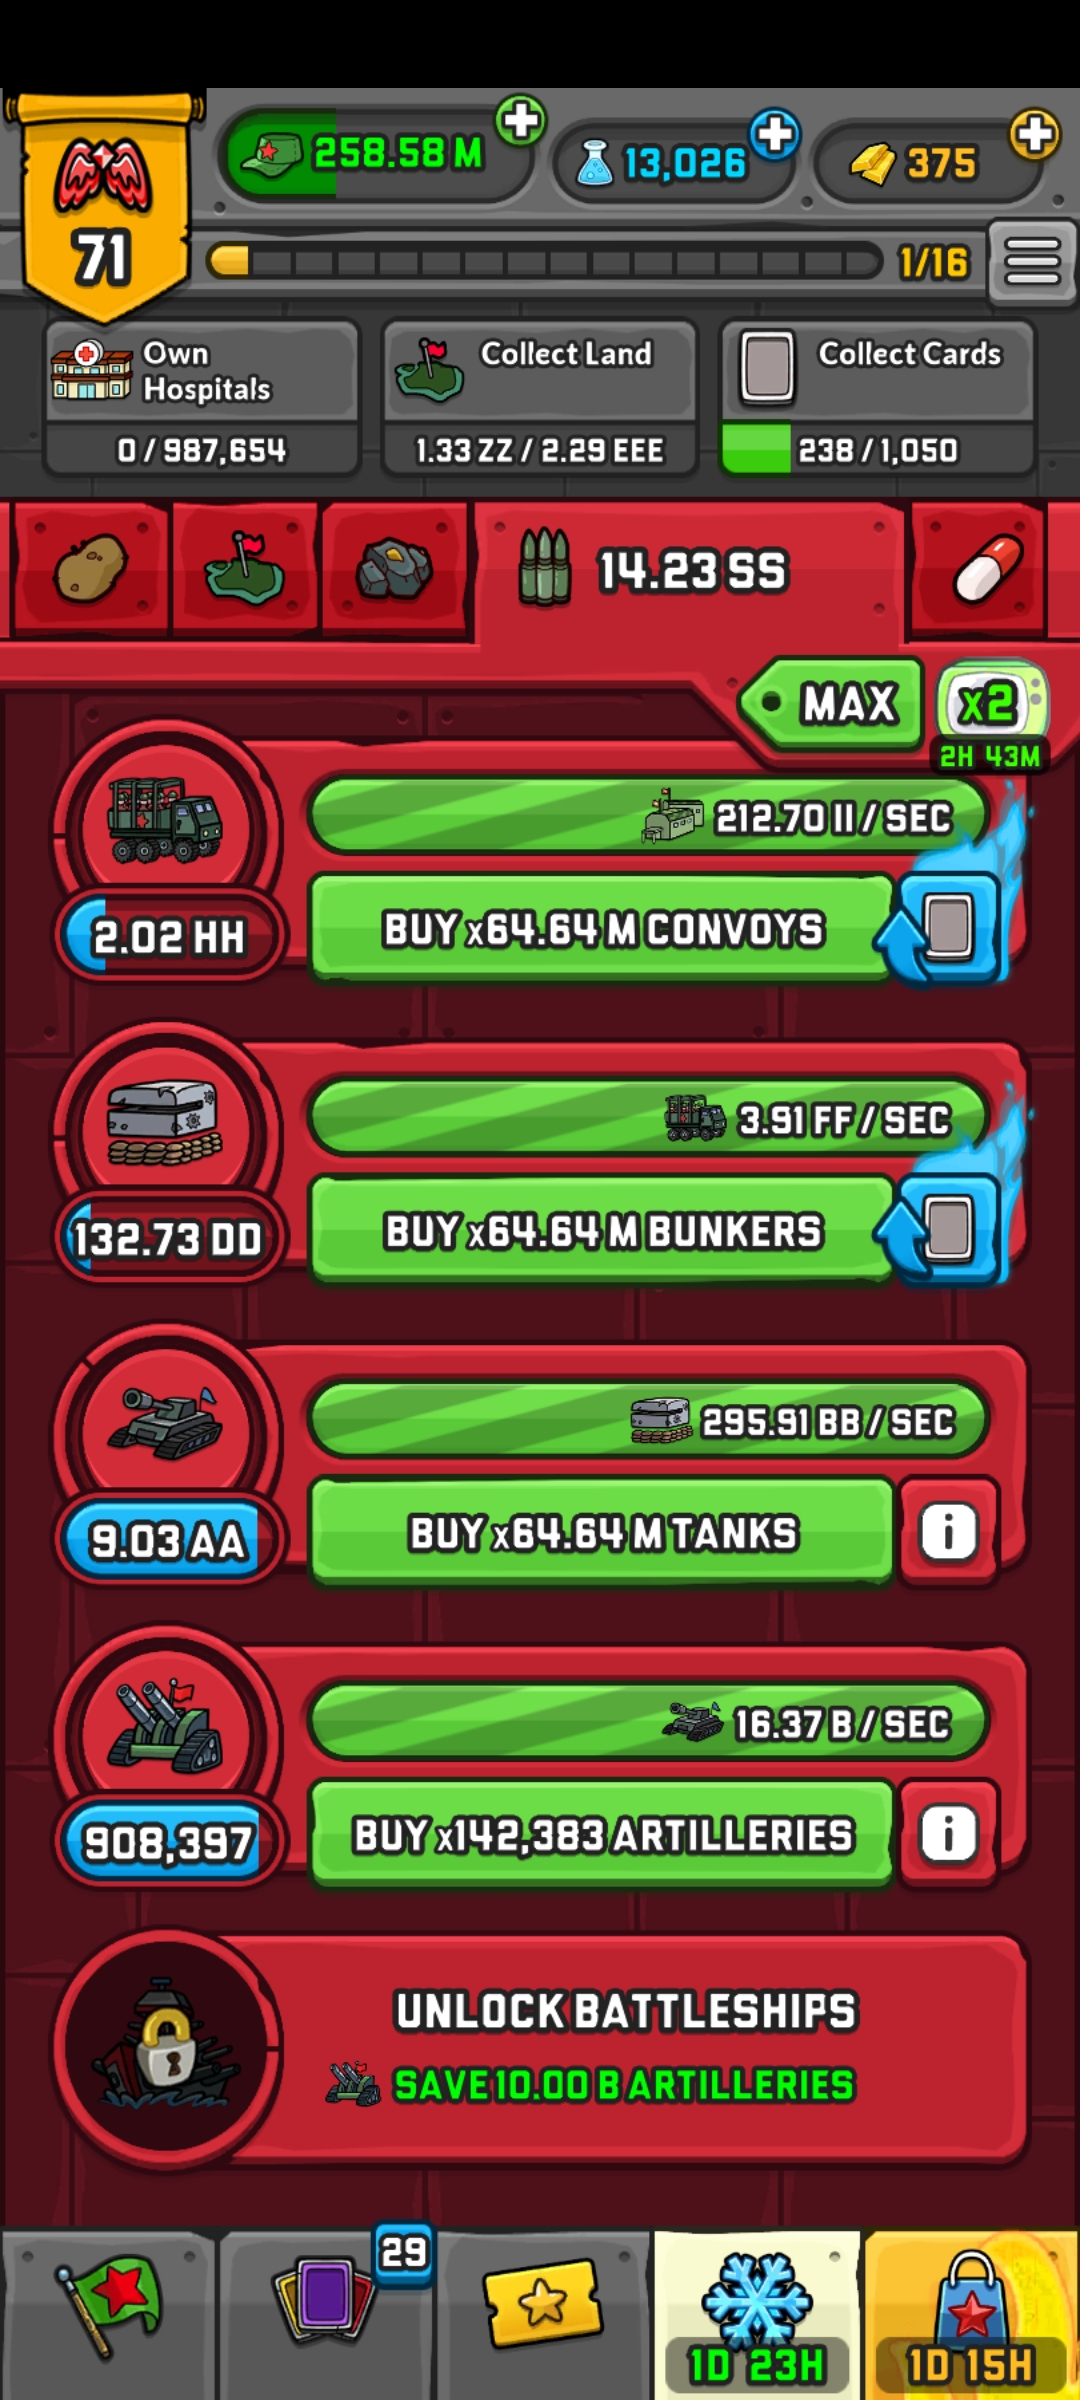 258.58 M
13,026
375
71
1/16
Own
Hospitals
Collect Land
Collect Cards
0 / 987,654
1.33 ZZ / 2.29 EEE
238 / 1,050
14.23 SS
MAX
x2
2H 43M
212.70 II / SEC
2.02 HH
BUY x64.64 M CONVOYS
3.91 FF / SEC
132.73 DD
BUY x64.64 M BUNKERS
295.91 BB / SEC
9.03 AA
BUY x64.64 M TANKS
i
16.37 B / SEC
908,397
BUY x142,383 ARTILLERIES
i
UNLOCK BATTLESHIPS
SAVE 10.00 B ARTILLERIES
29
1D 23H
1D 15H